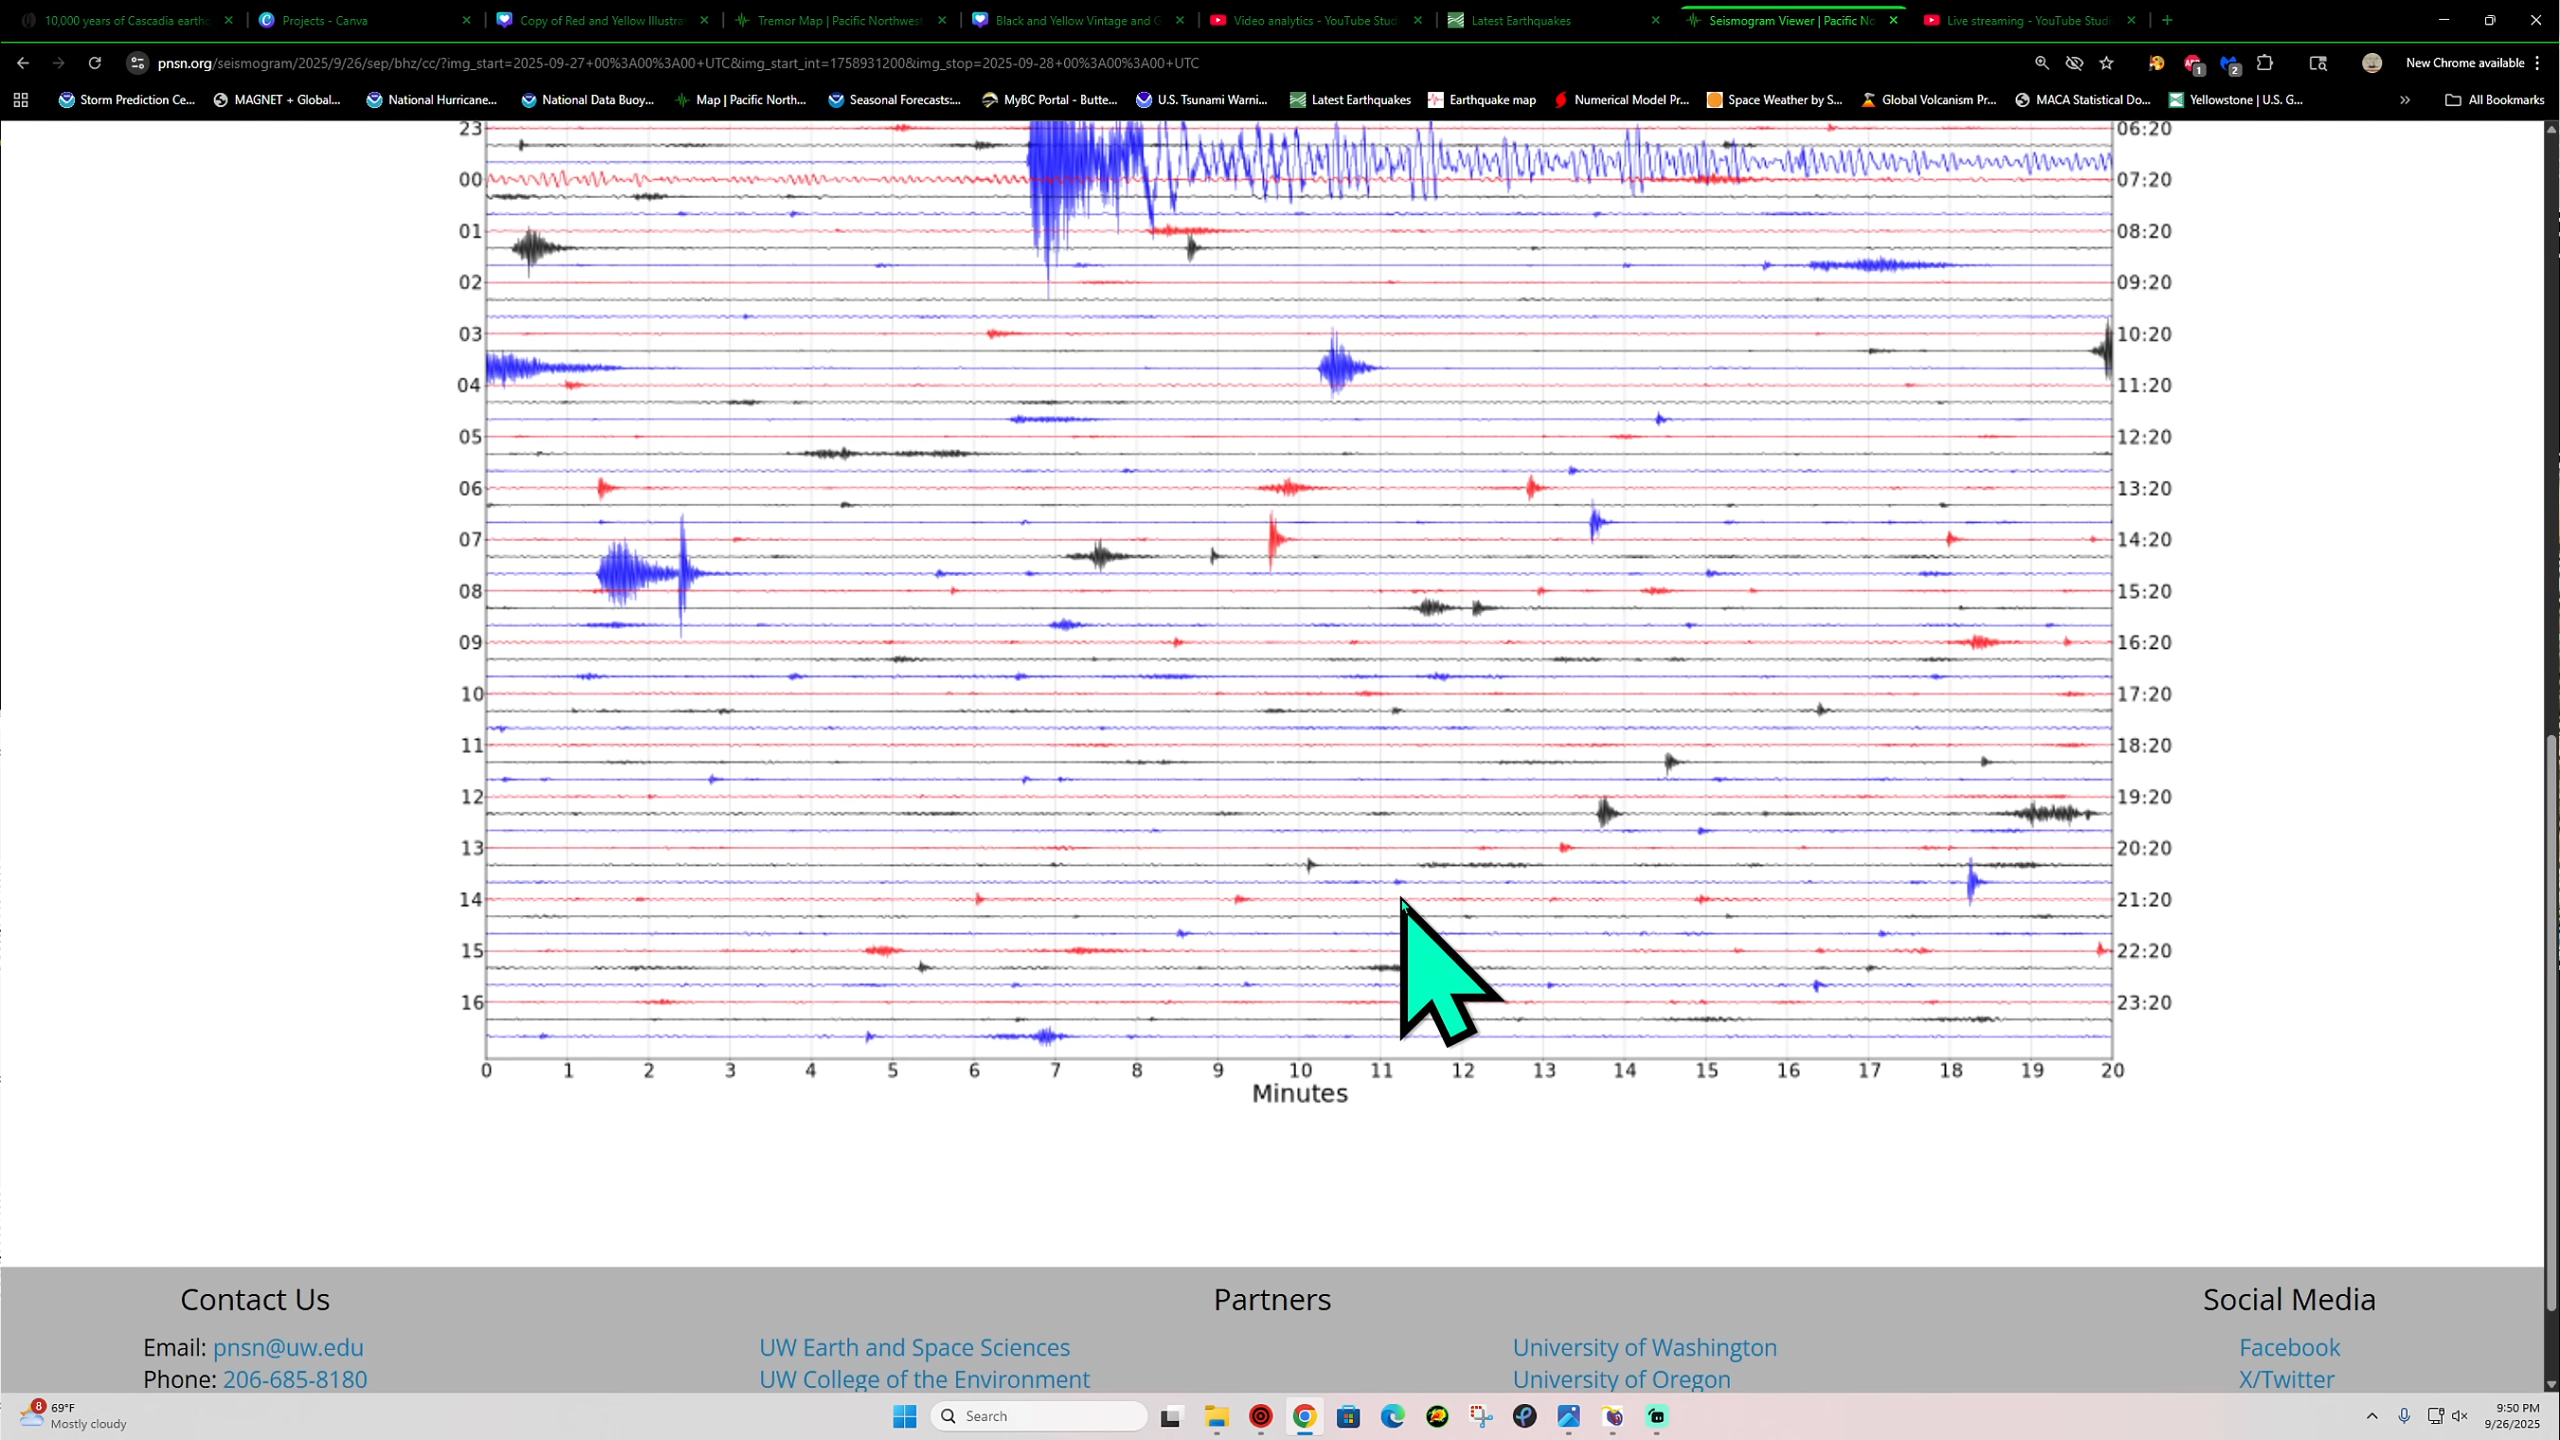 10,000 years of Cascadia earthq
Projects - Canva
Copy of Red and Yellow Illustra
Tremor Map | Pacific Northwest
Black and Yellow Vintage and G
Video analytics - YouTube Stud
Latest Earthquakes
Seismogram Viewer | Pacific No
Live streaming - YouTube Studi
pnsn.org/seismogram/2025/9/26/sep/bhz/cc/?img_start=2025-09-27+00%3A00%3A00+UTC&img_start_int=1758931200&img_stop=2025-09-28+00%3A00%3A00+UTC
1
2
New Chrome available
Storm Prediction Ce...
MAGNET + Global...
National Hurricane...
National Data Buoy...
Map | Pacific North...
Seasonal Forecasts:...
MyBC Portal - Butte...
U.S. Tsunami Warni...
Latest Earthquakes
Earthquake map
Numerical Model Pr...
Space Weather by S...
Global Volcanism Pr...
MACA Statistical Do...
Yellowstone | U.S. G...
All Bookmarks
23 06:20
00 07:20
01 08:20
02 09:20
03 10:20
04 11:20
05 12:20
06 13:20
07 14:20
08 15:20
09 16:20
10 17:20
11 18:20
12 19:20
13 20:20
14 21:20
15 22:20
16 23:20
0 1 2 3 4 5 6 7 8 9 10 11 12 13 14 15 16 17 18 19 20
Minutes
Contact Us
Partners
Social Media
Email: pnsn@uw.edu
UW Earth and Space Sciences
University of Washington
Facebook
Phone: 206-685-8180
UW College of the Environment
University of Oregon
X/Twitter
8
69°F
Mostly cloudy
Search
9:50 PM
9/26/2025